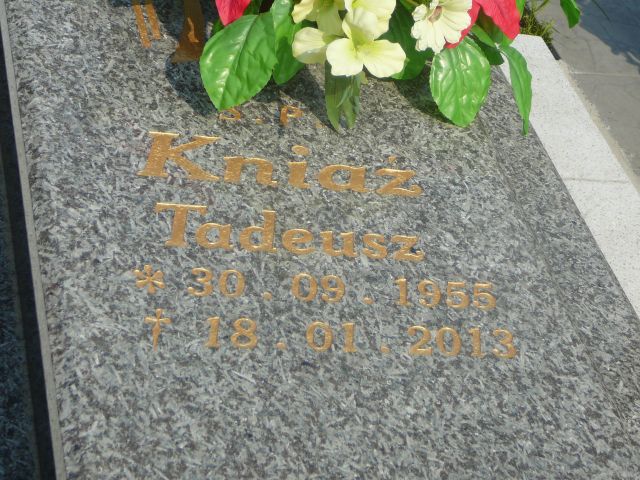 Ś. P.
Kniaź
Tadeusz
* 30 . 09 . 1955
† 18 . 01 . 2013